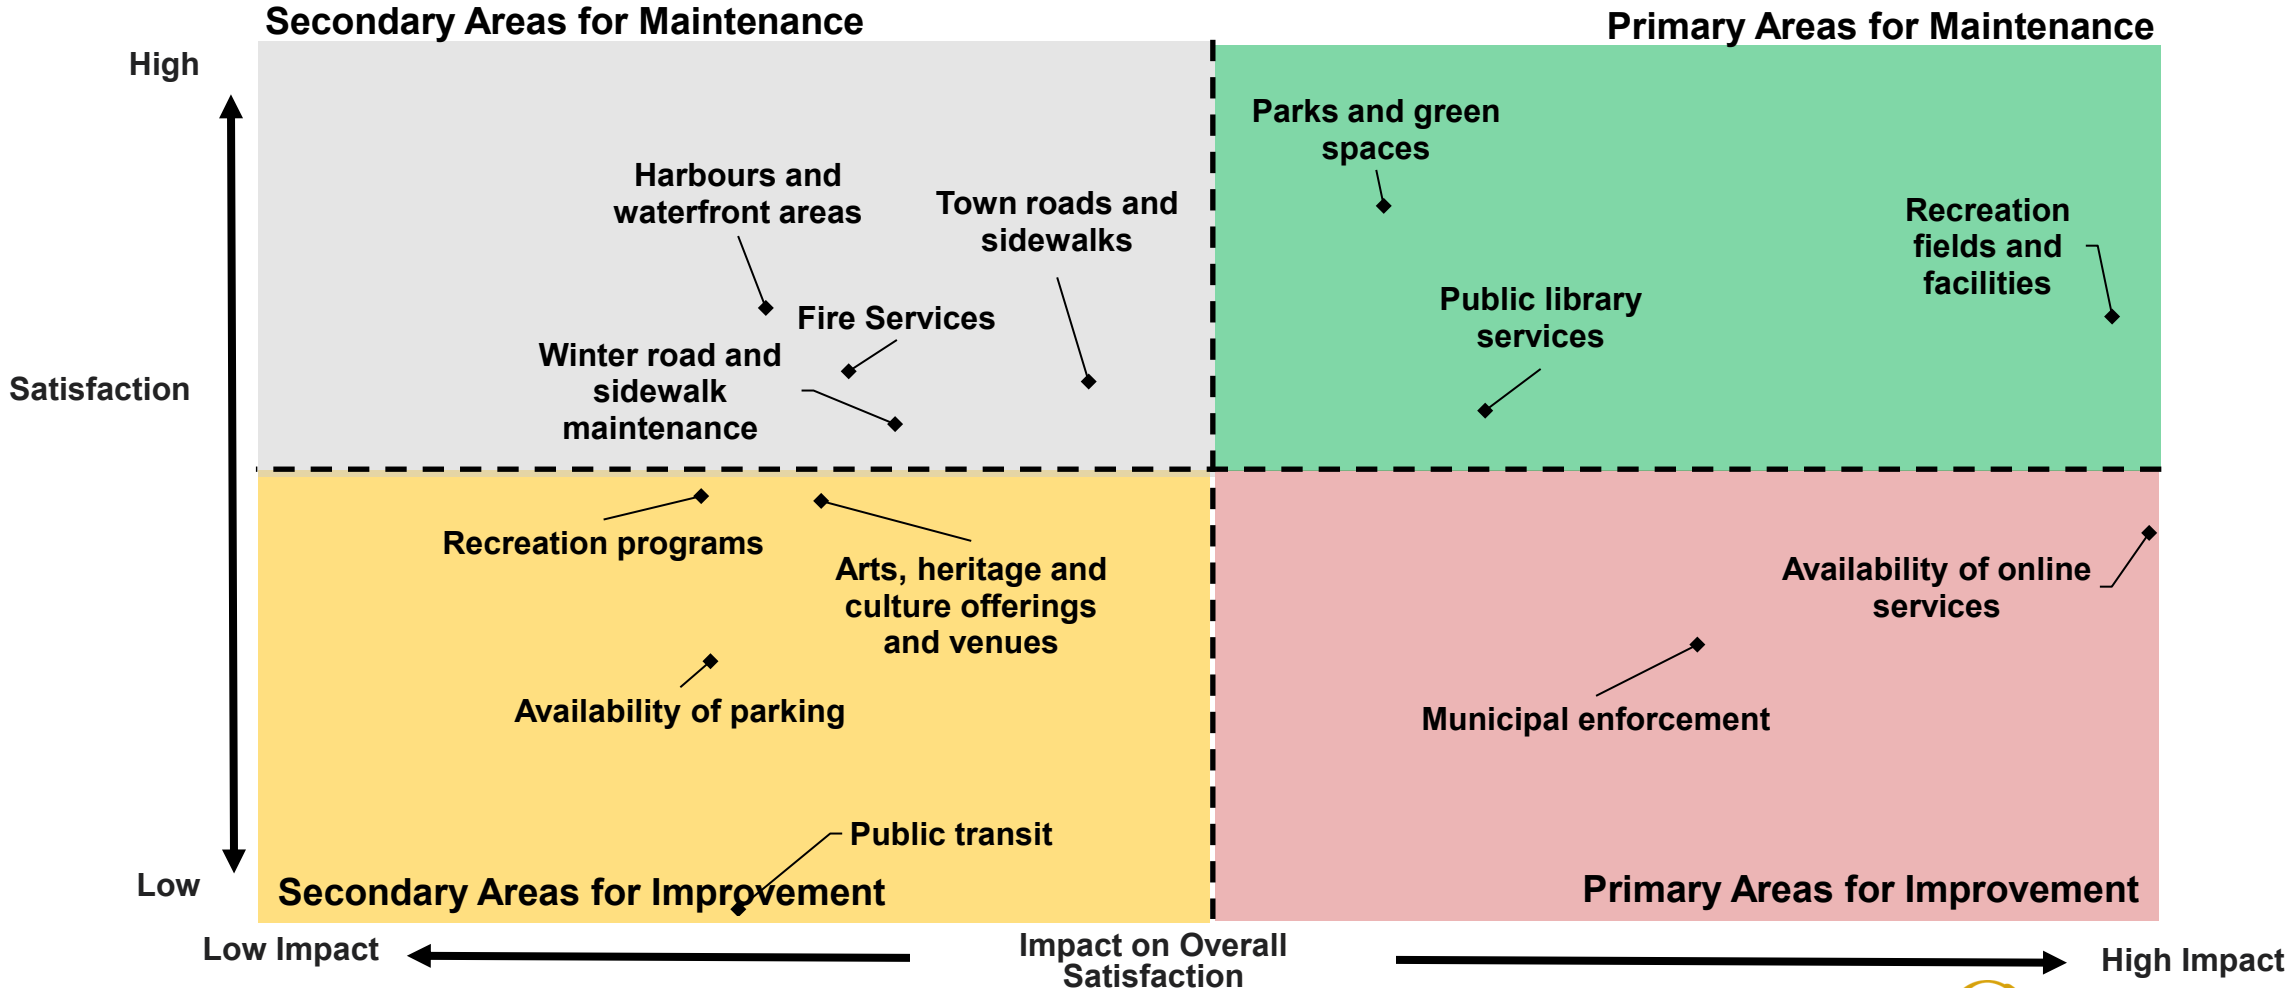 Secondary Areas for Maintenance
Primary Areas for Maintenance
High
Parks and green
spaces
Harbours and
waterfront areas
Town roads and
sidewalks
Recreation
fields and
facilities
Fire Services
Public library
services
Winter road and
sidewalk
maintenance
Satisfaction
Recreation programs
Arts, heritage and
culture offerings
and venues
Availability of online
services
Availability of parking
Municipal enforcement
Public transit
Low
Secondary Areas for Improvement
Primary Areas for Improvement
Low Impact
Impact on Overall
Satisfaction
High Impact